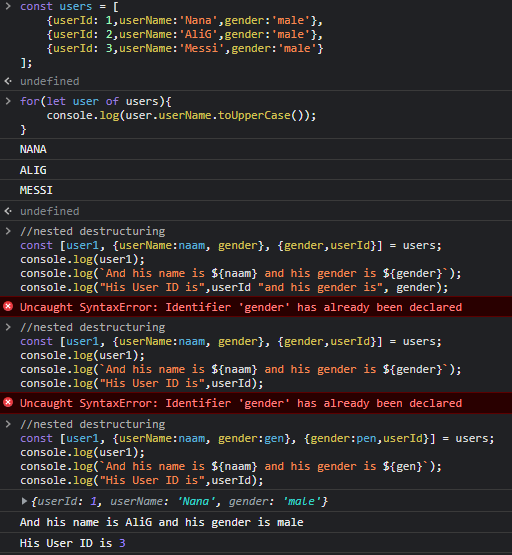 const users = [
{userId: 1,userName:'Nana',gender:'male'},
{userId: 2,userName:'AliG',gender:'male'},
{userId: 3,userName:'Messi',gender:'male'}
];
undefined
for(let user of users){
console.log(user.userName.toUpperCase());
}
NANA
ALIG
MESSI
undefined
//nested destructuring
const [user1, {userName:naam, gender}, {gender,userId}] = users;
console.log(user1);
console.log(`And his name is ${naam} and his gender is ${gender}`);
console.log("His User ID is",userId "and his gender is", gender);
Uncaught SyntaxError: Identifier 'gender' has already been declared
//nested destructuring
const [user1, {userName:naam, gender}, {gender,userId}] = users;
console.log(user1);
console.log(`And his name is ${naam} and his gender is ${gender}`);
console.log("His User ID is",userId);
Uncaught SyntaxError: Identifier 'gender' has already been declared
//nested destructuring
const [user1, {userName:naam, gender:gen}, {gender:pen,userId}] = users;
console.log(user1);
console.log(`And his name is ${naam} and his gender is ${gen}`);
console.log("His User ID is",userId);
{userId: 1, userName: 'Nana', gender: 'male'}
And his name is AliG and his gender is male
His User ID is 3